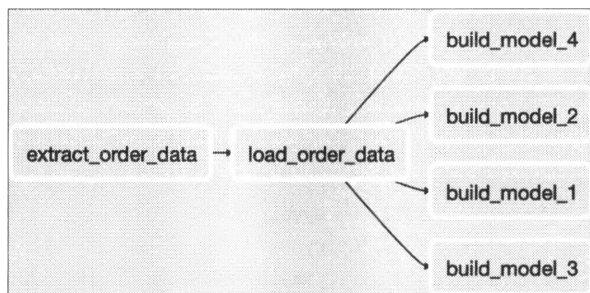 build_model_4
build_model_2
extract_order_data
load_order_data
build_model_1
build_model_3